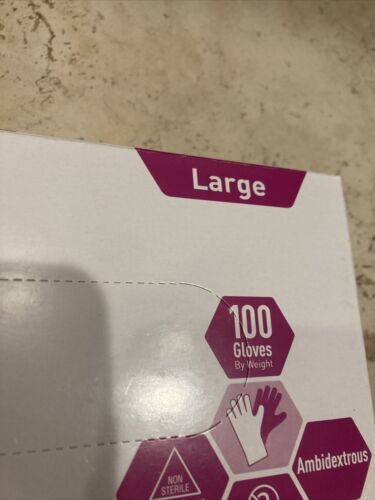 Large
100
Gloves
By Weight
Ambidextrous
NON
STERILE